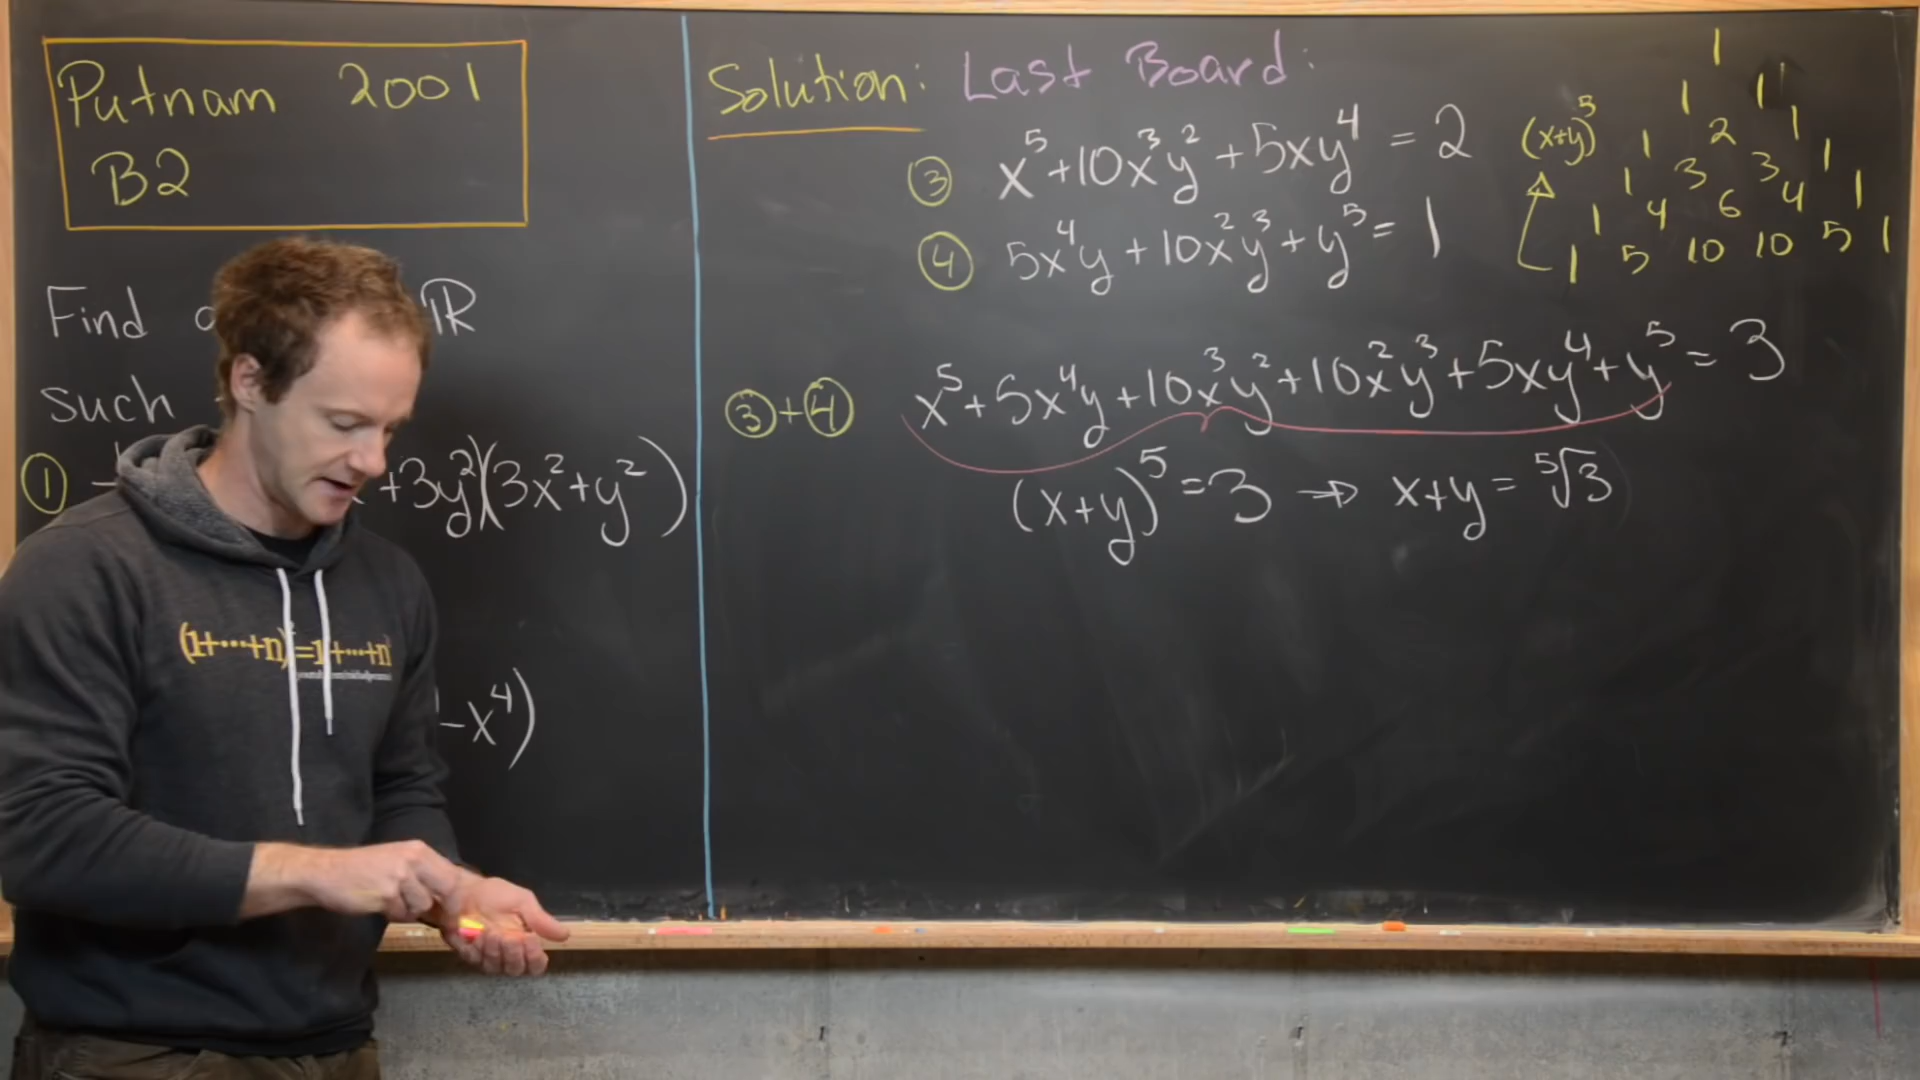 Putnam 2001
B2
Find ℝ
such
① +3y²)(3x²+y²)
-x⁴)
Solution: Last Board:
③ x⁵+10x³y²+5xy⁴=2
④ 5x⁴y+10x²y³+y⁵=1
③+④ x⁵+5x⁴y+10x³y²+10x²y³+5xy⁴+y⁵=3
(x+y)⁵=3 → x+y=⁵√3
1
1 1
(x+y)⁵ 1 2 1
1 3 3 1
1 4 6 4 1
1 5 10 10 5 1
(1+···+n)²=1³+···+n³